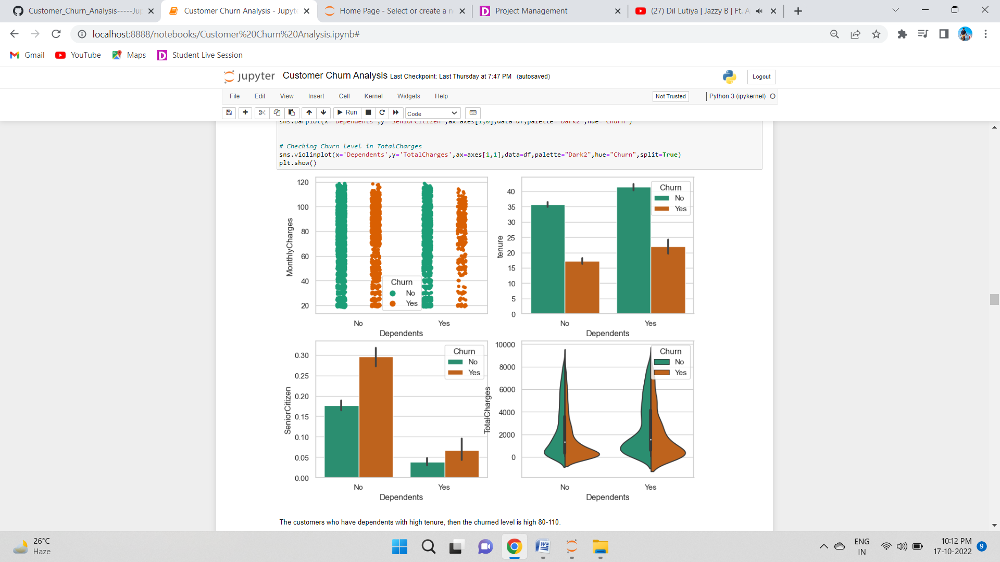 Customer_Churn_Analysis-----Jup
Customer Churn Analysis - Jupyte
Home Page - Select or create a n
Project Management
(27) Dil Lutiya | Jazzy B | Ft. A
localhost:8888/notebooks/Customer%20Churn%20Analysis.ipynb#
Gmail YouTube Maps Student Live Session
jupyter Customer Churn Analysis Last Checkpoint: Last Thursday at 7:47 PM (autosaved)
Logout
File Edit View Insert Cell Kernel Widgets Help
Not Trusted
Python 3 (ipykernel)
Run
Code
sns.barplot(x='Dependents',y='SeniorCitizen',ax=axes[1,0],data=df,palette="Dark2",hue="Churn")
# Checking Churn level in TotalCharges
sns.violinplot(x='Dependents',y='TotalCharges',ax=axes[1,1],data=df,palette="Dark2",hue="Churn",split=True)
plt.show()
120
100
80
60
40
20
MonthlyCharges
Churn
No
Yes
No Yes
Dependents
40
35
30
25
20
15
10
5
0
tenure
Churn
No
Yes
No Yes
Dependents
0.30
0.25
0.20
0.15
0.10
0.05
0.00
SeniorCitizen
Churn
No
Yes
No Yes
Dependents
10000
8000
6000
4000
2000
0
TotalCharges
Churn
No
Yes
No Yes
Dependents
The customers who have dependents with high tenure, then the churned level is high 80-110.
26°C
Haze
ENG
IN
10:12 PM
17-10-2022
9